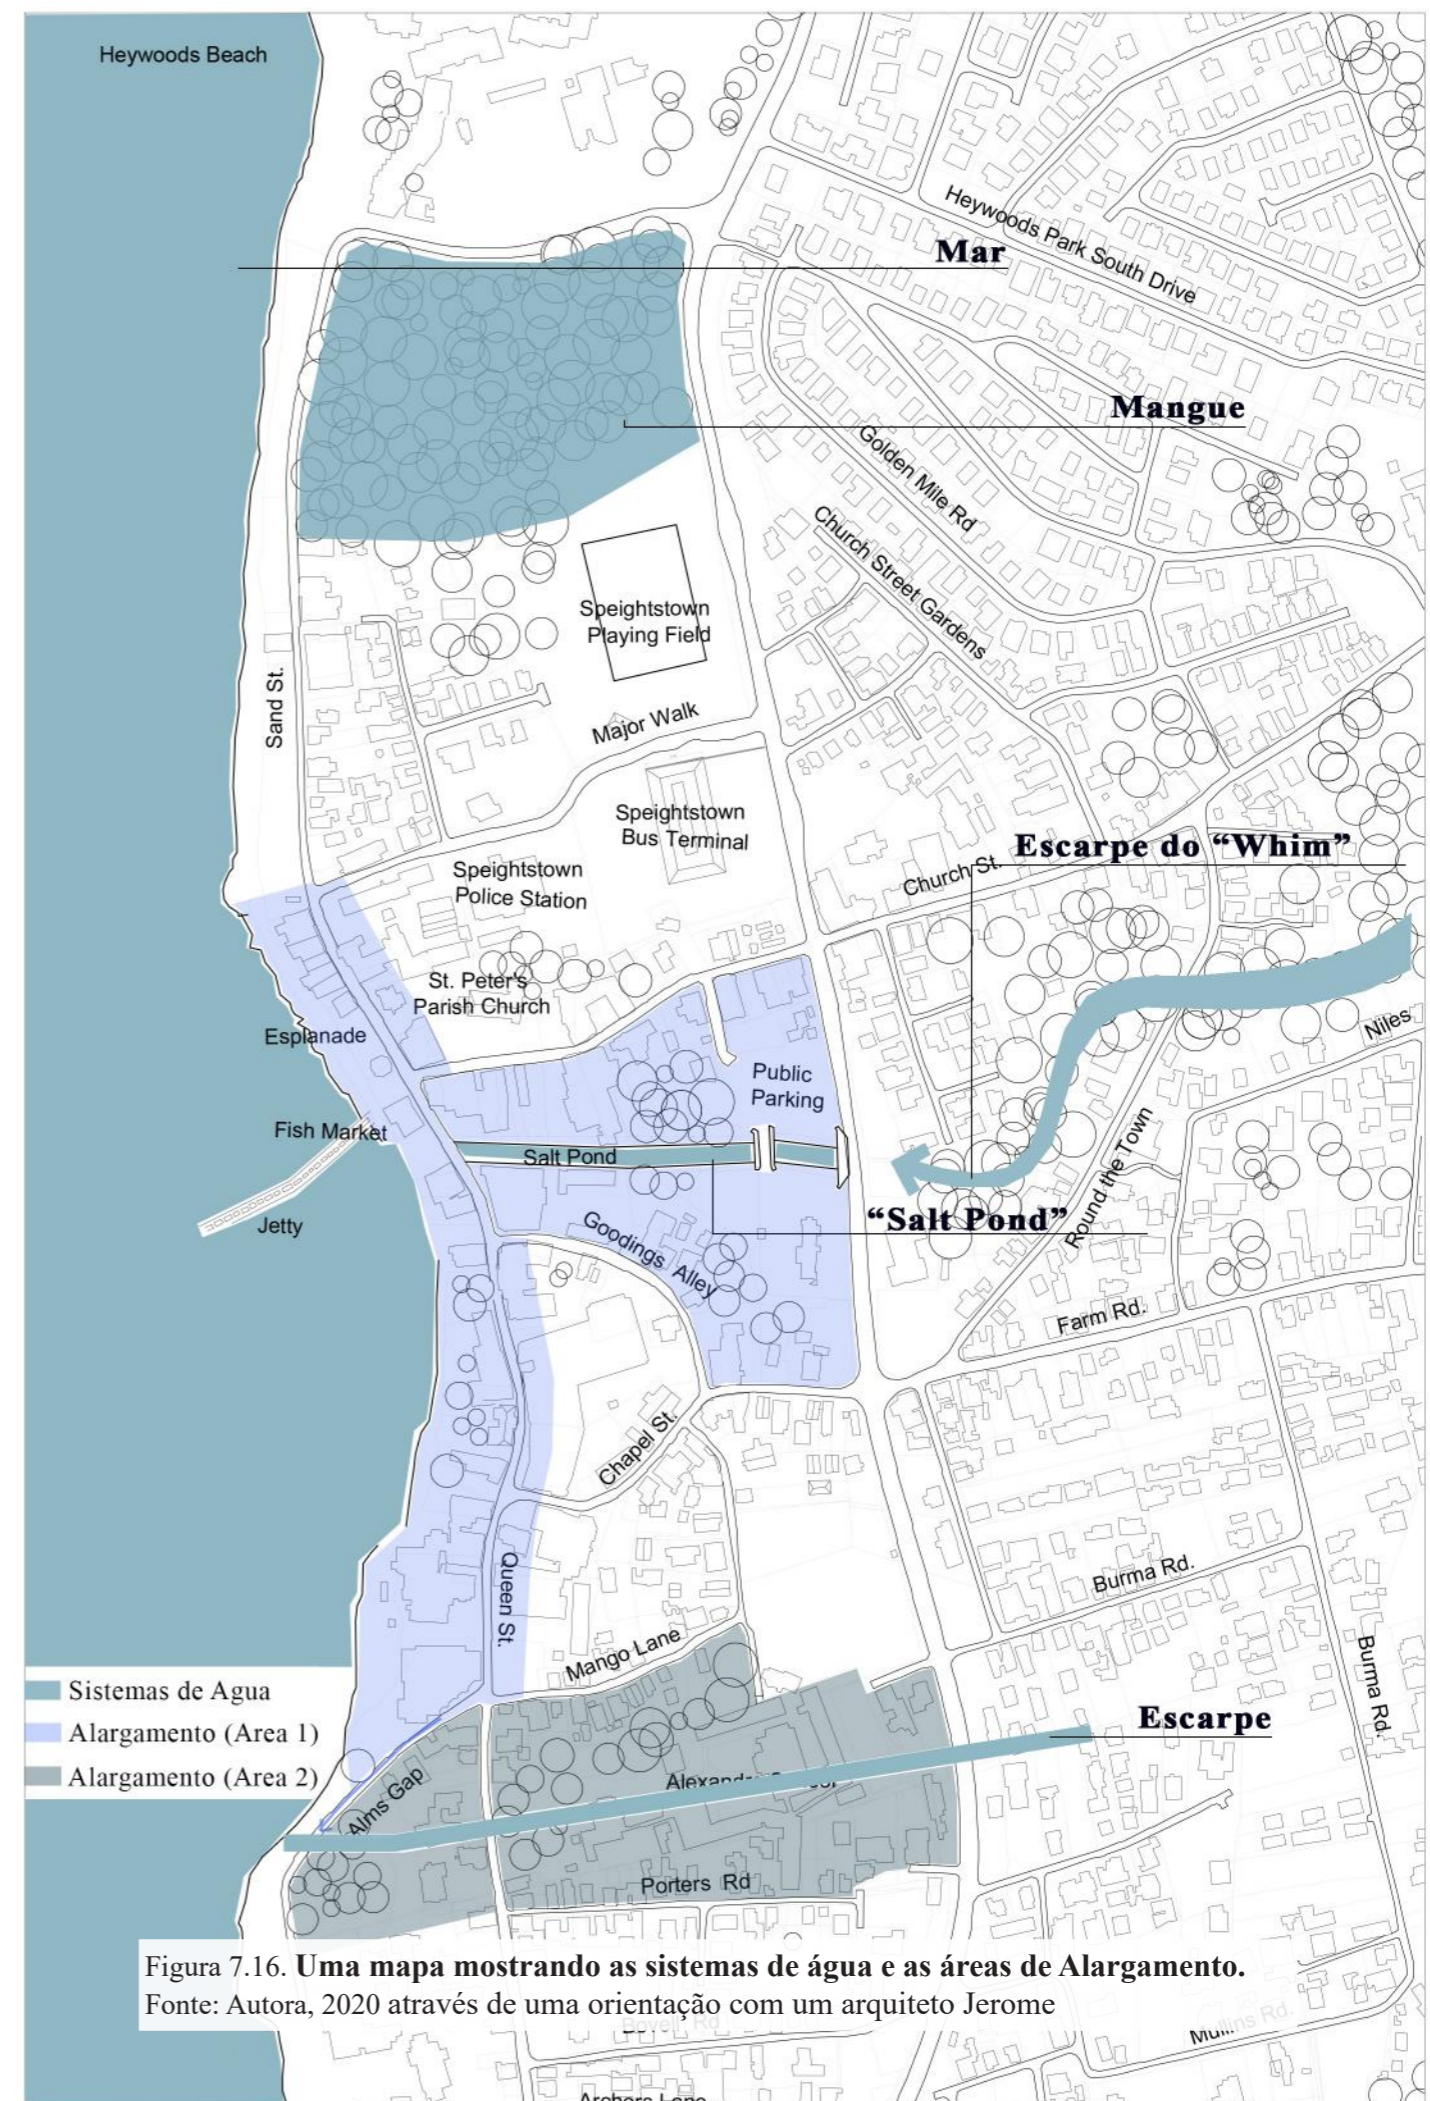 Heywoods Beach
Heywoods Park South Drive
Mar
Mangue
Golden Mile Rd
Church Street Gardens
Speightstown
Playing Field
Sand St.
Major Walk
Speightstown
Bus Terminal
Escarpe do “Whim”
Church St.
Speightstown
Police Station
St. Peter's
Parish Church
Esplanade
Niles
Public
Parking
Fish Market
Salt Pond
Round the Town
Jetty
“Salt Pond”
Goodings Alley
Farm Rd.
Chapel St.
Queen St.
Burma Rd.
Mango Lane
Burma Rd.
Sistemas de Agua
Alargamento (Area 1)
Alargamento (Area 2)
Escarpe
Alms Gap
Porters Rd
Figura 7.16. Uma mapa mostrando as sistemas de água e as áreas de Alargamento.
Fonte: Autora, 2020 através de uma orientação com um arquiteto Jerome
Rd
Rd.